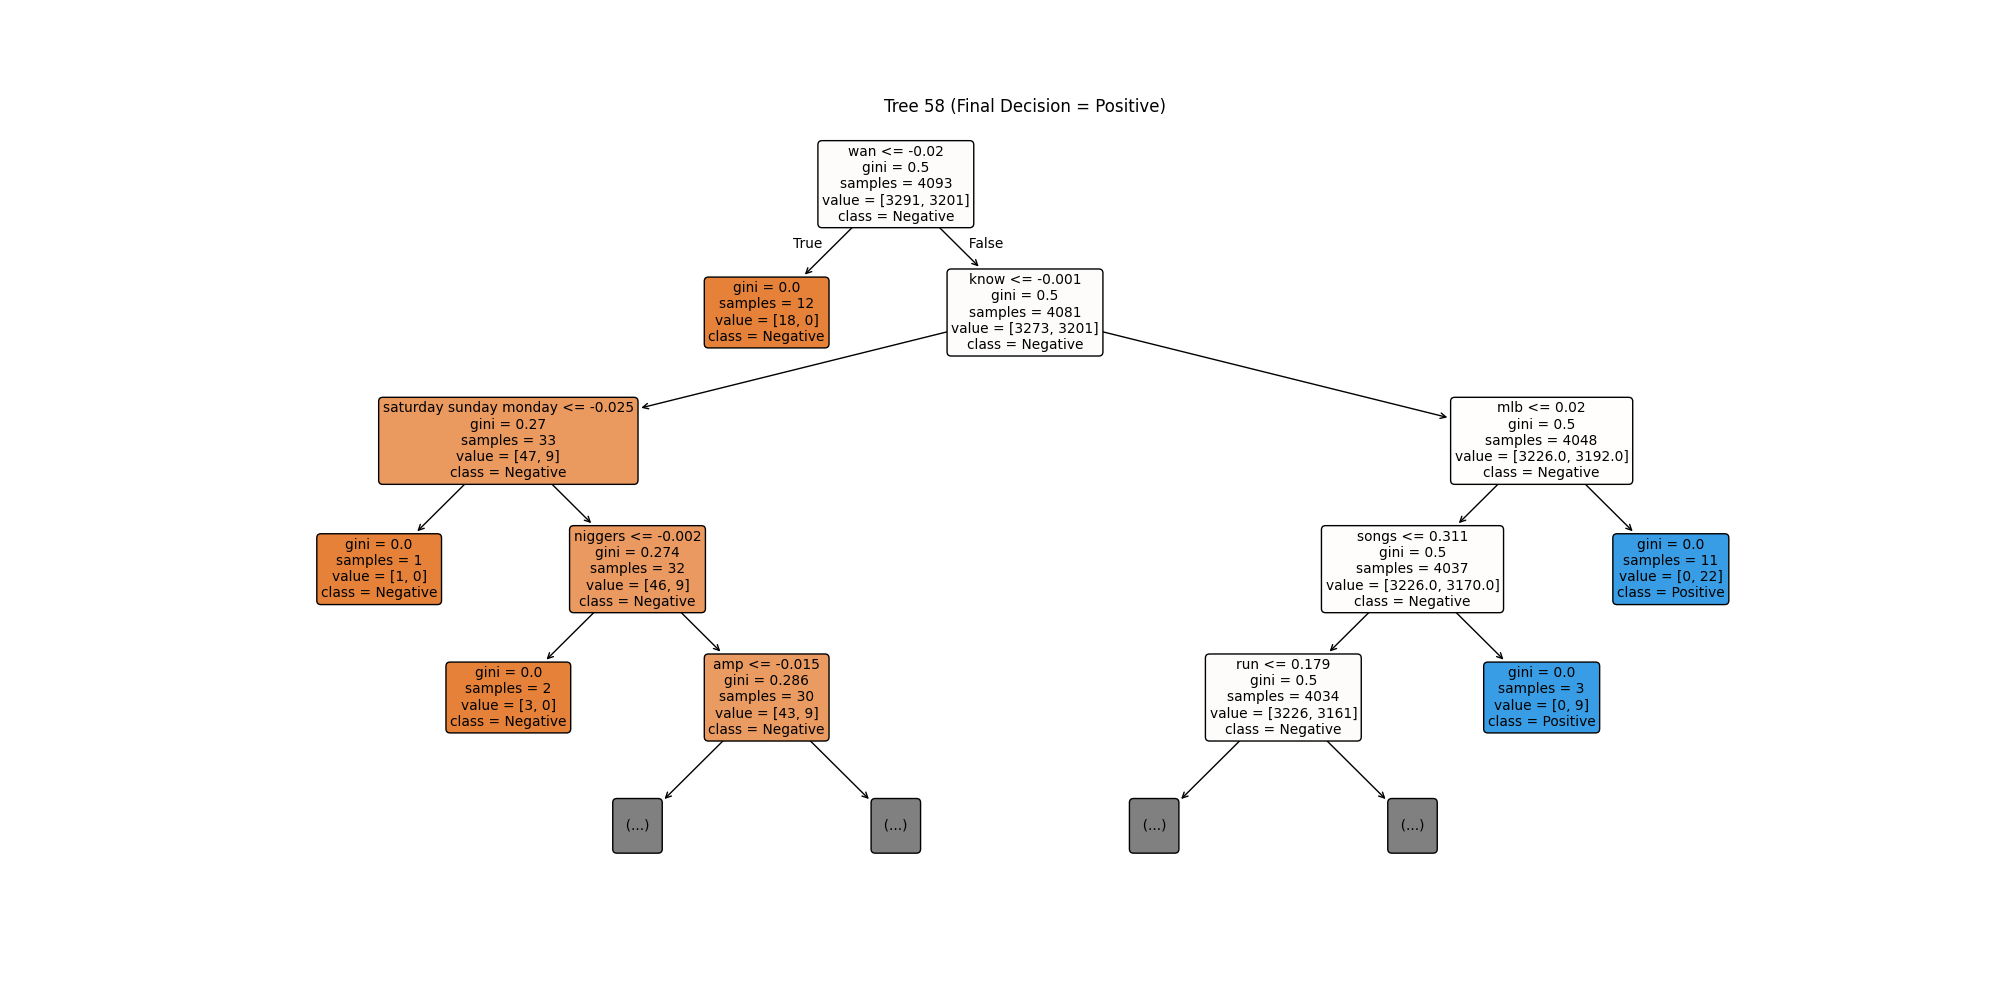 Tree 58 (Final Decision = Positive)
wan <= -0.02
gini = 0.5
samples = 4093
value = [3291, 3201]
class = Negative
True
False
gini = 0.0
samples = 12
value = [18, 0]
class = Negative
know <= -0.001
gini = 0.5
samples = 4081
value = [3273, 3201]
class = Negative
saturday sunday monday <= -0.025
gini = 0.27
samples = 33
value = [47, 9]
class = Negative
mlb <= 0.02
gini = 0.5
samples = 4048
value = [3226.0, 3192.0]
class = Negative
gini = 0.0
samples = 1
value = [1, 0]
class = Negative
niggers <= -0.002
gini = 0.274
samples = 32
value = [46, 9]
class = Negative
songs <= 0.311
gini = 0.5
samples = 4037
value = [3226.0, 3170.0]
class = Negative
gini = 0.0
samples = 11
value = [0, 22]
class = Positive
gini = 0.0
samples = 2
value = [3, 0]
class = Negative
amp <= -0.015
gini = 0.286
samples = 30
value = [43, 9]
class = Negative
run <= 0.179
gini = 0.5
samples = 4034
value = [3226, 3161]
class = Negative
gini = 0.0
samples = 3
value = [0, 9]
class = Positive
(...)
(...)
(...)
(...)